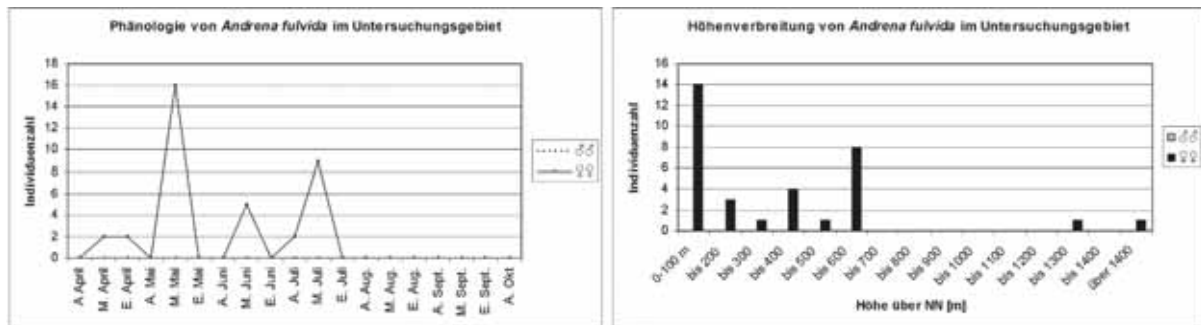 Phänologie von Andrena fulvida im Untersuchungsgebiet
Individuenzahl
18
16
14
12
10
8
6
4
2
0
A. April
M. April
E. April
A. Mai
M. Mai
E. Mai
A. Juni
M. Juni
E. Juni
A. Juli
M. Juli
E. Juli
A. Aug.
M. Aug.
E. Aug.
A. Sept.
M. Sept.
E. Sept.
A. Okt
♂♂
♀♀
Höhenverbreitung von Andrena fulvida im Untersuchungsgebiet
Individuenzahl
16
14
12
10
8
6
4
2
0
0-100 m
bis 200
bis 300
bis 400
bis 500
bis 600
bis 700
bis 800
bis 900
bis 1000
bis 1100
bis 1200
bis 1300
bis 1400
über 1400
Höhe über NN [m]
♂♂
♀♀